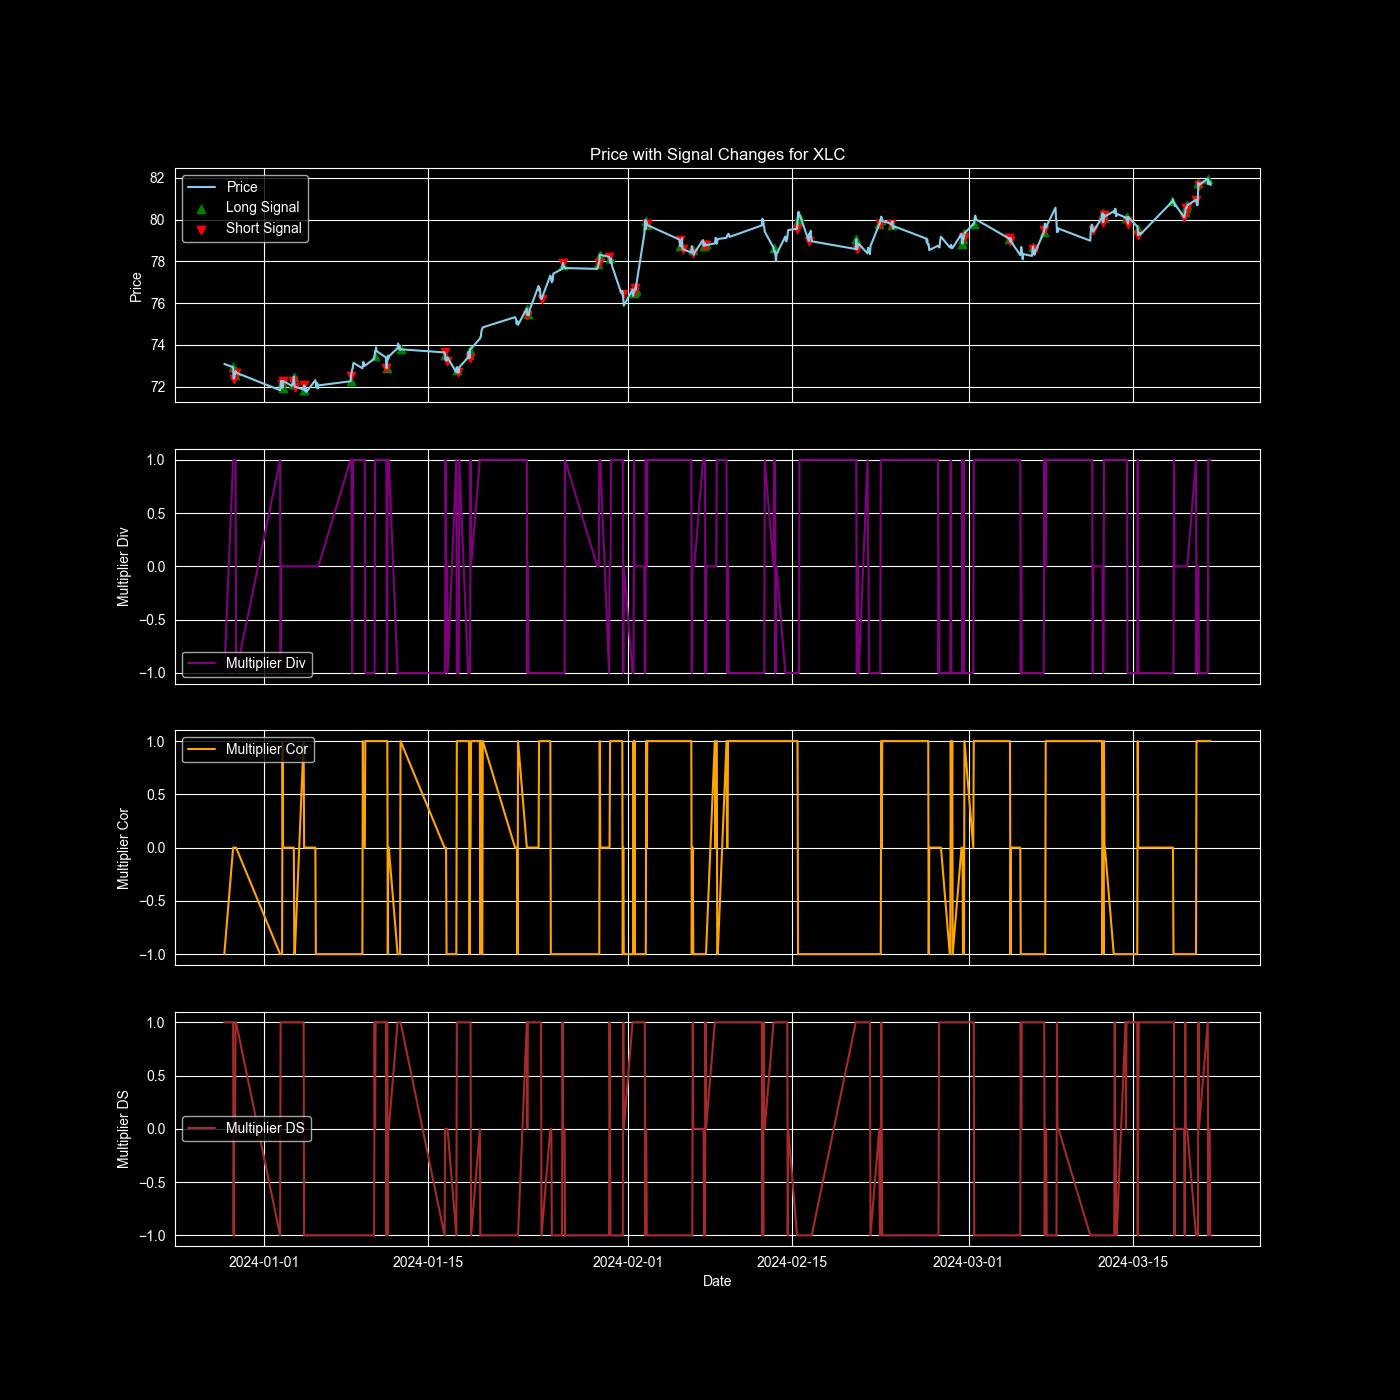 Price with Signal Changes for XLC
82
80
78
76
74
72
Price
Price
Long Signal
Short Signal
1.0
0.5
0.0
−0.5
−1.0
Multiplier Div
Multiplier Div
1.0
0.5
0.0
−0.5
−1.0
Multiplier Cor
Multiplier Cor
1.0
0.5
0.0
−0.5
−1.0
Multiplier DS
Multiplier DS
2024-01-01 2024-01-15 2024-02-01 2024-02-15 2024-03-01 2024-03-15
Date